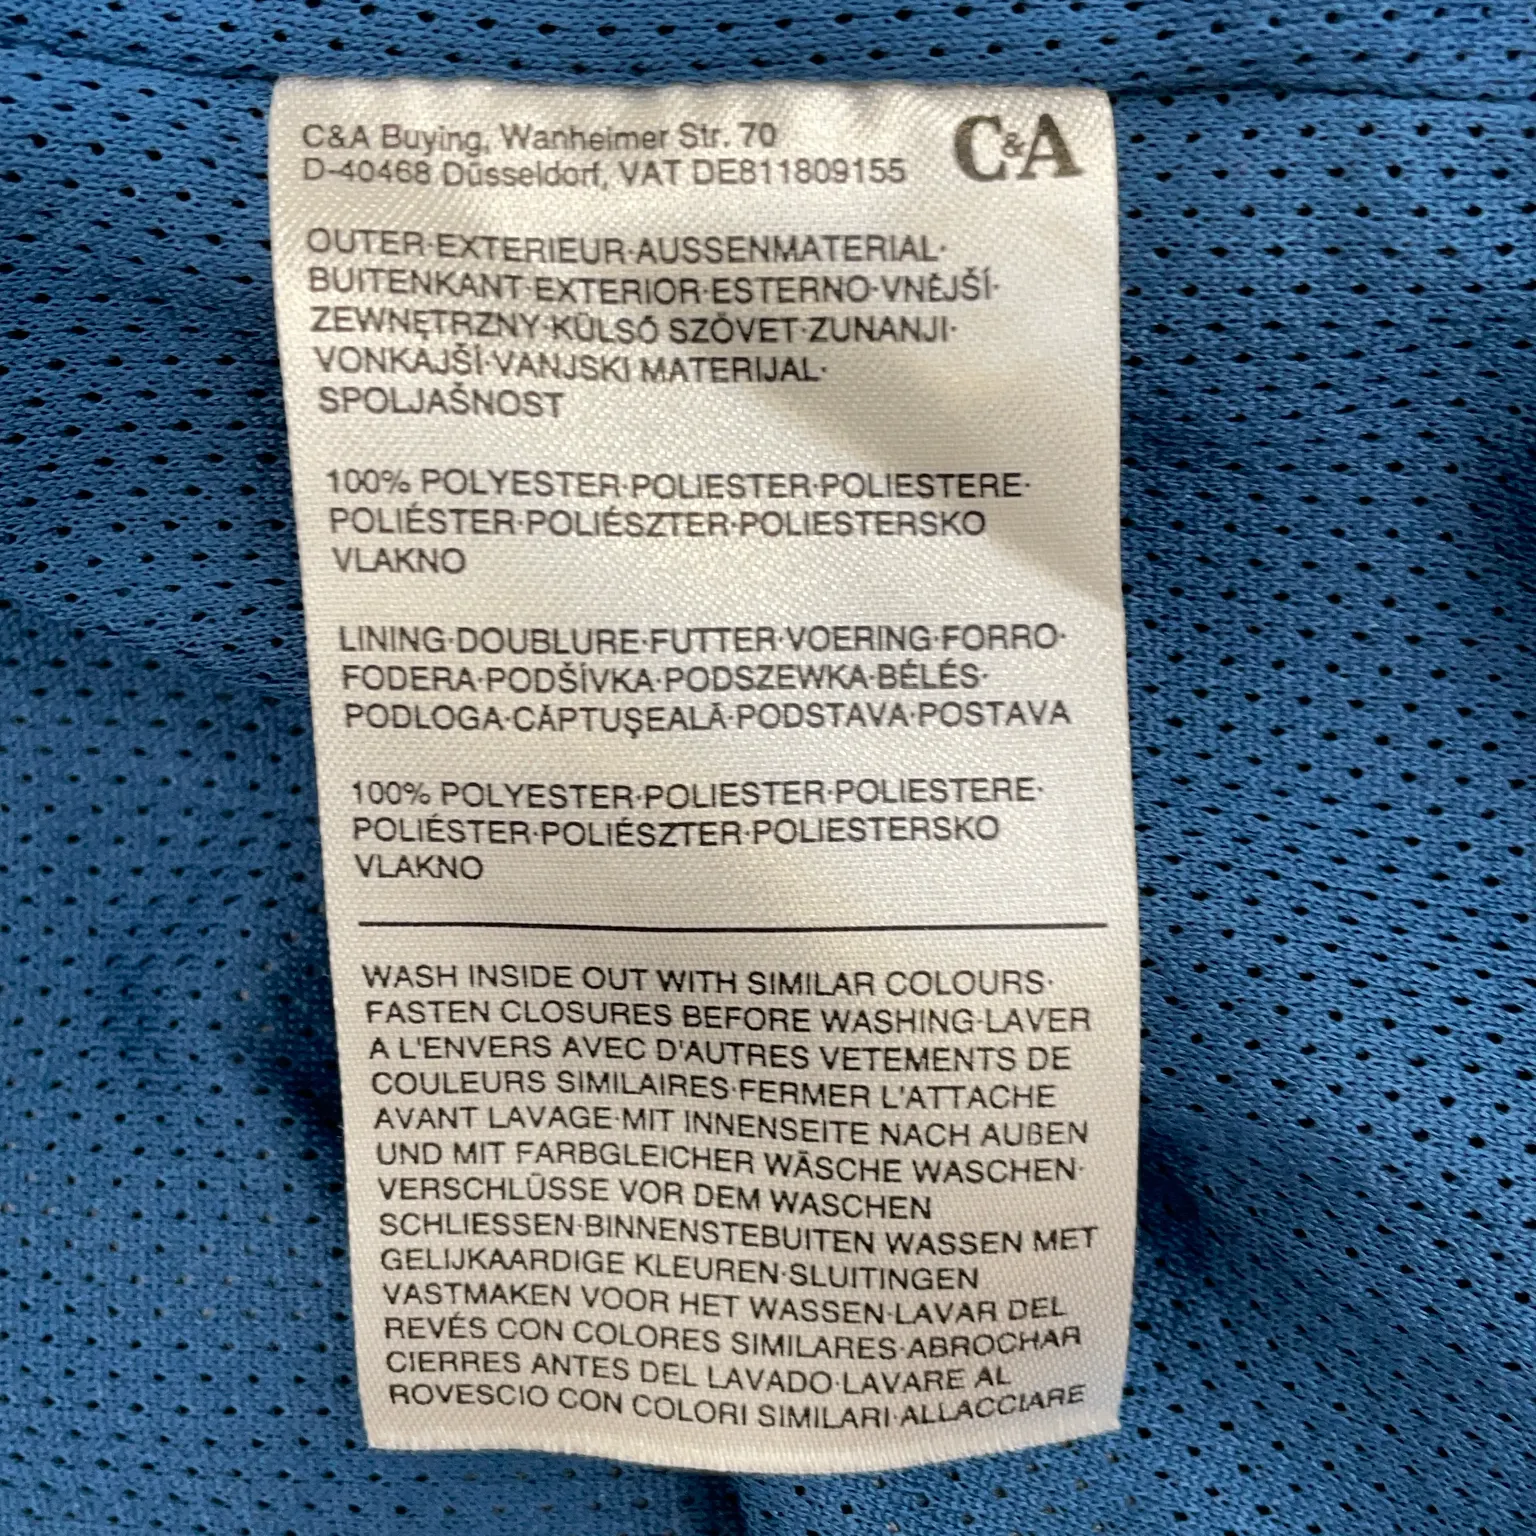 C&A Buying, Wanheimer Str. 70
D-40468 Düsseldorf, VAT DE811809155
C&A
OUTER·EXTERIEUR·AUSSENMATERIAL·
BUITENKANT·EXTERIOR·ESTERNO·VNĚJŠÍ·
ZEWNĘTRZNY·KÜLSŐ SZÖVET·ZUNANJI·
VONKAJŠÍ·VANJSKI MATERIJAL·
SPOLJAŠNOST
100% POLYESTER·POLIESTER·POLIESTERE·
POLIÉSTER·POLIÉSZTER·POLIESTERSKO
VLAKNO
LINING·DOUBLURE·FUTTER·VOERING·FORRO·
FODERA·PODŠÍVKA·PODSZEWKA·BÉLÉS·
PODLOGA·CĂPTUŞEALĂ·PODSTAVA·POSTAVA
100% POLYESTER·POLIESTER·POLIESTERE·
POLIÉSTER·POLIÉSZTER·POLIESTERSKO
VLAKNO
WASH INSIDE OUT WITH SIMILAR COLOURS·
FASTEN CLOSURES BEFORE WASHING·LAVER
A L'ENVERS AVEC D'AUTRES VETEMENTS DE
COULEURS SIMILAIRES·FERMER L'ATTACHE
AVANT LAVAGE·MIT INNENSEITE NACH AUßEN
UND MIT FARBGLEICHER WÄSCHE WASCHEN·
VERSCHLÜSSE VOR DEM WASCHEN
SCHLIESSEN·BINNENSTEBUITEN WASSEN MET
GELIJKAARDIGE KLEUREN·SLUITINGEN
VASTMAKEN VOOR HET WASSEN·LAVAR DEL
REVÉS CON COLORES SIMILARES·ABROCHAR
CIERRES ANTES DEL LAVADO·LAVARE AL
ROVESCIO CON COLORI SIMILARI·ALLACCIARE